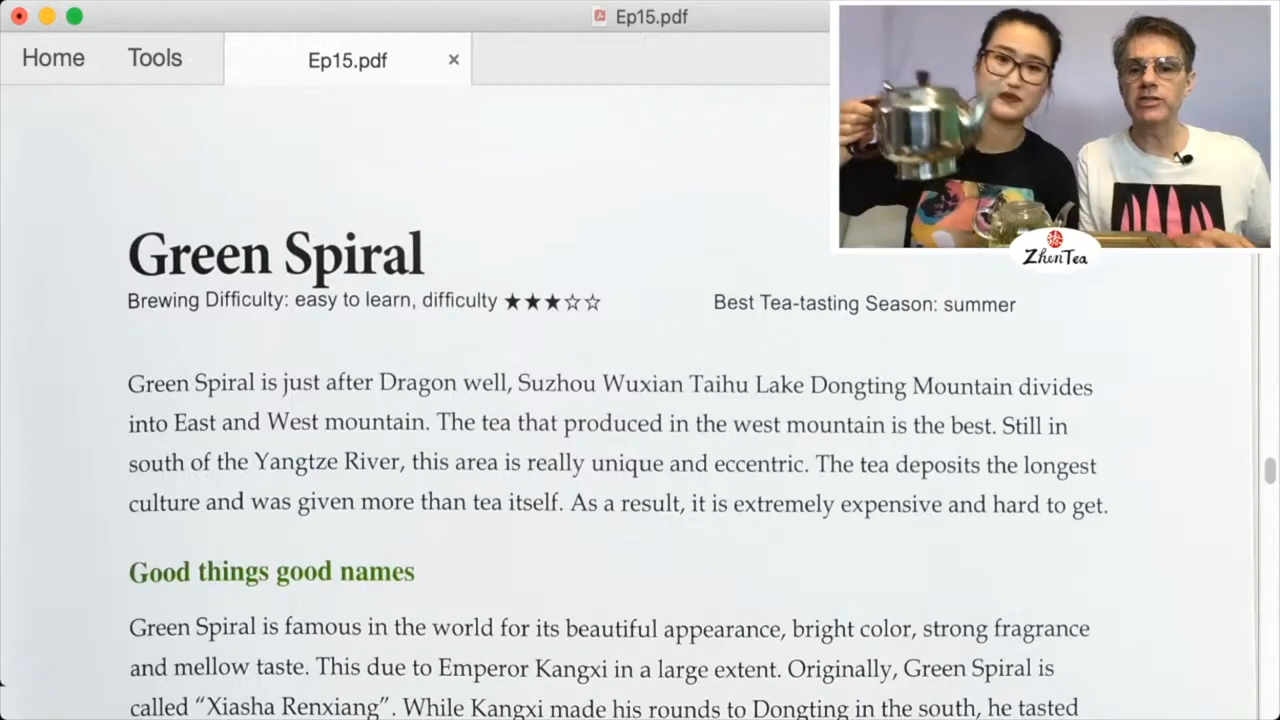 Ep15.pdf
Home Tools Ep15.pdf ×
Zhen Tea
Green Spiral
Brewing Difficulty: easy to learn, difficulty ★★★☆☆ Best Tea-tasting Season: summer
Green Spiral is just after Dragon well, Suzhou Wuxian Taihu Lake Dongting Mountain divides
into East and West mountain. The tea that produced in the west mountain is the best. Still in
south of the Yangtze River, this area is really unique and eccentric. The tea deposits the longest
culture and was given more than tea itself. As a result, it is extremely expensive and hard to get.
Good things good names
Green Spiral is famous in the world for its beautiful appearance, bright color, strong fragrance
and mellow taste. This due to Emperor Kangxi in a large extent. Originally, Green Spiral is
called “Xiasha Renxiang”. While Kangxi made his rounds to Dongting in the south, he tasted